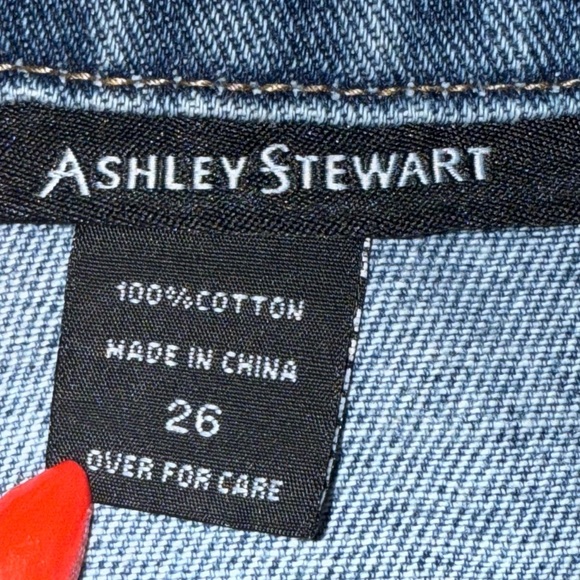 ASHLEY STEWART
100% COTTON
MADE IN CHINA
26
OVER FOR CARE